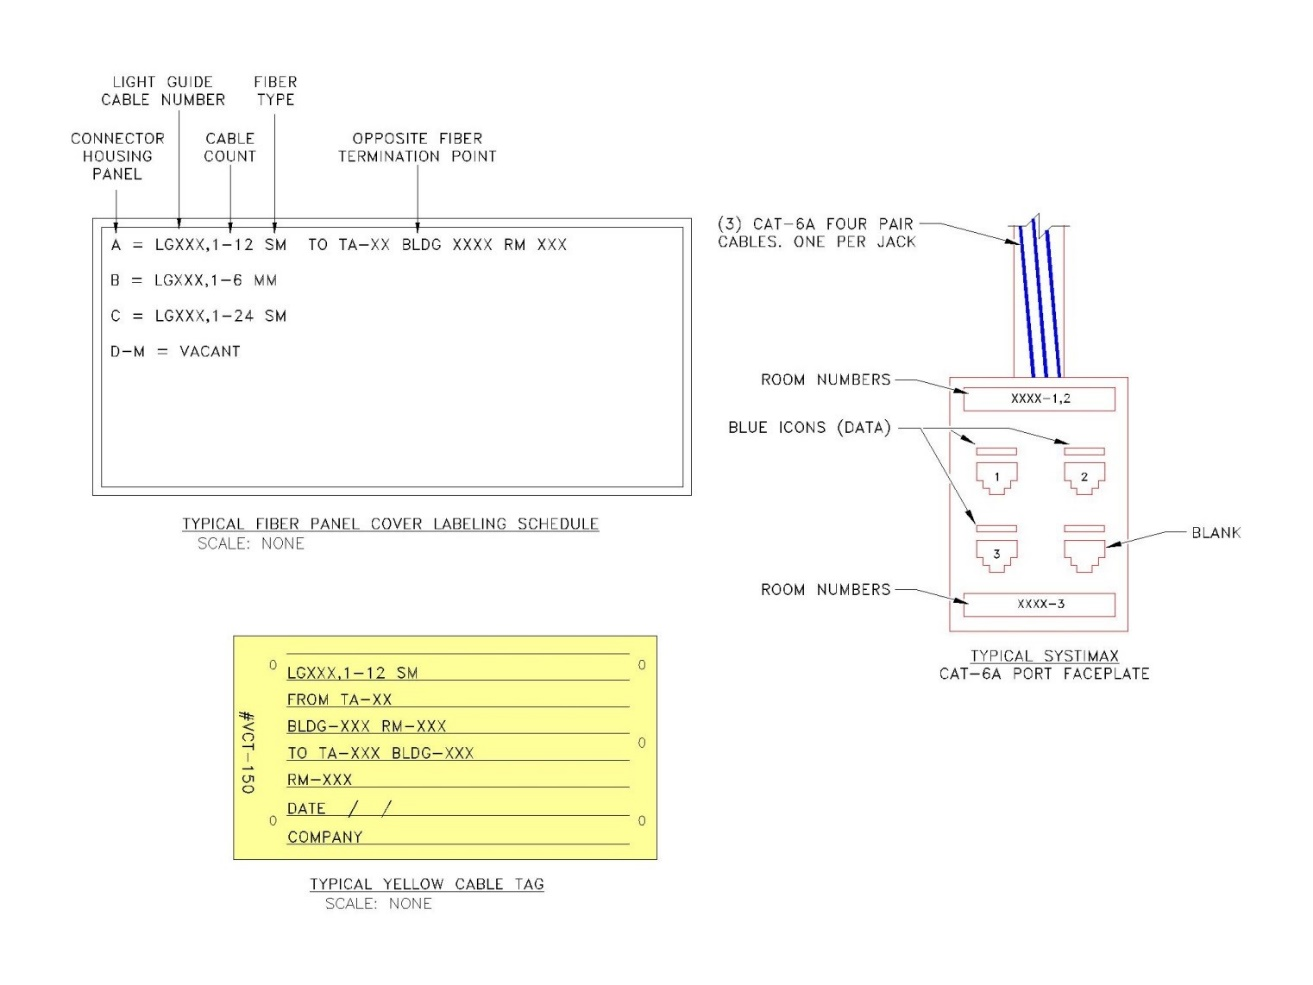 LIGHT GUIDE
CABLE NUMBER
FIBER
TYPE
CONNECTOR
HOUSING
PANEL
CABLE
COUNT
OPPOSITE FIBER
TERMINATION POINT
A = LGXXX,1-12 SM TO TA-XX BLDG XXXX RM XXX
B = LGXXX,1-6 MM
C = LGXXX,1-24 SM
D-M = VACANT
TYPICAL FIBER PANEL COVER LABELING SCHEDULE
SCALE: NONE
(3) CAT-6A FOUR PAIR
CABLES. ONE PER JACK
ROOM NUMBERS
XXXX-1,2
BLUE ICONS (DATA)
1
2
3
BLANK
ROOM NUMBERS
XXXX-3
TYPICAL SYSTIMAX
CAT-6A PORT FACEPLATE
#VCT-150
LGXXX,1-12 SM
FROM TA-XX
BLDG-XXX RM-XXX
TO TA-XXX BLDG-XXX
RM-XXX
DATE / /
COMPANY
TYPICAL YELLOW CABLE TAG
SCALE: NONE